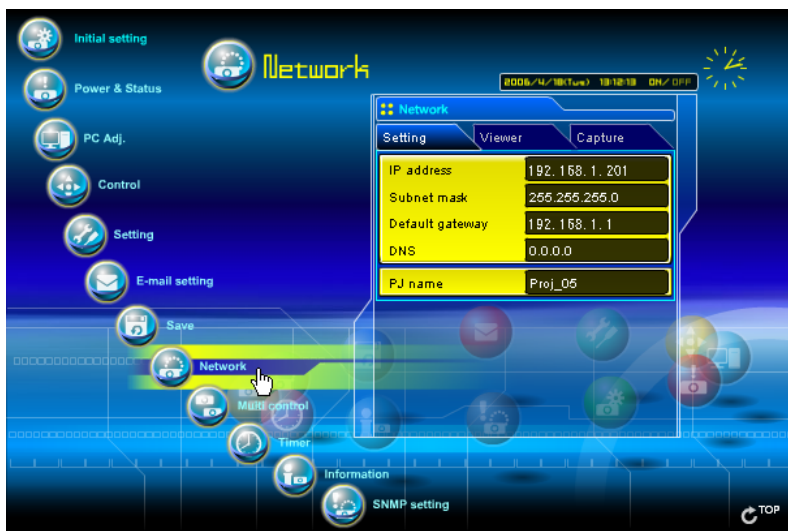 Initial setting
Power & Status
PC Adj.
Control
Setting
E-mail setting
Save
Network
Multi control
Timer
Information
SNMP setting
Network
2006/4/18(Tue) 13:12:13 ON/OFF
Network
Setting Viewer Capture
IP address 192.168.1.201
Subnet mask 255.255.255.0
Default gateway 192.168.1.1
DNS 0.0.0.0
PJ name Proj_05
TOP